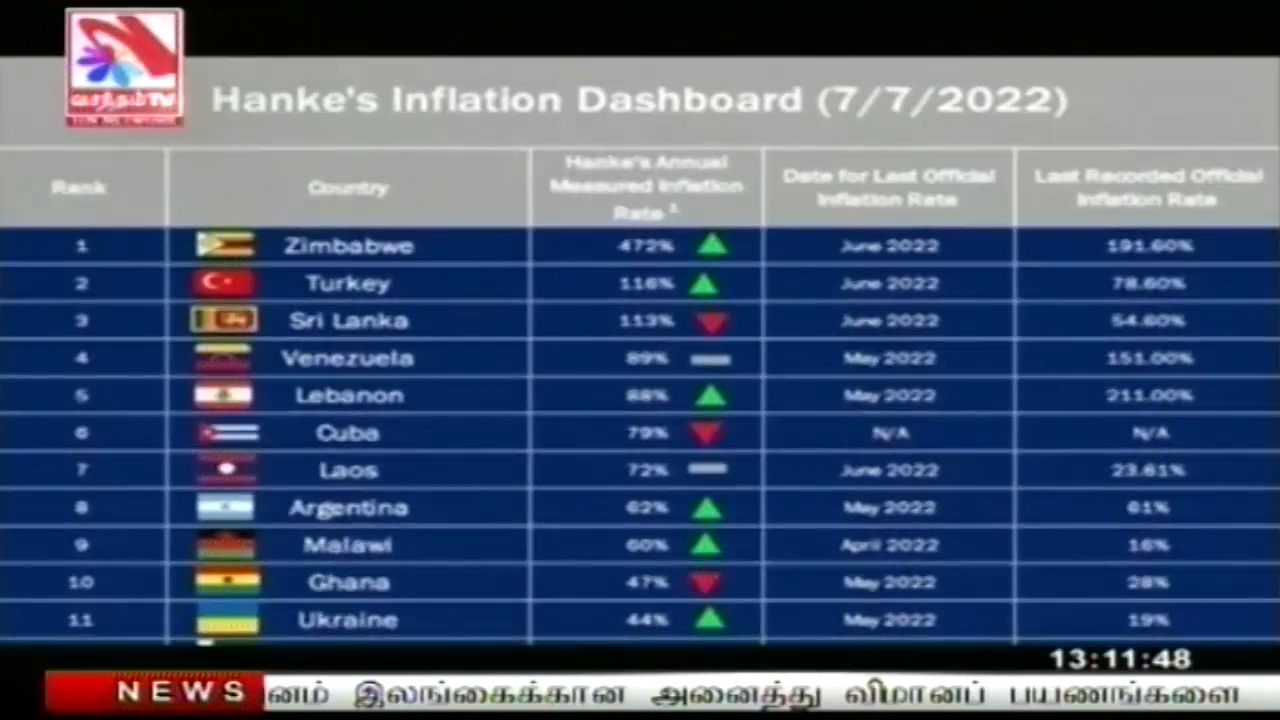 வசந்தம்TV
Hanke's Inflation Dashboard (7/7/2022)
Rank Country Hanke's Annual Measured Inflation Rate 1 Date for Last Official Inflation Rate Last Recorded Official Inflation Rate
1 Zimbabwe 472% June 2022 191.60%
2 Turkey 116% June 2022 78.60%
3 Sri Lanka 113% June 2022 54.60%
4 Venezuela 89% May 2022 151.00%
5 Lebanon 88% May 2022 211.00%
6 Cuba 79% N/A N/A
7 Laos 72% June 2022 23.61%
8 Argentina 62% May 2022 61%
9 Malawi 60% April 2022 16%
10 Ghana 47% May 2022 28%
11 Ukraine 44% May 2022 19%
13:11:48
NEWS னம் இலங்கைக்கான அனைத்து விமானப் பயணங்களை